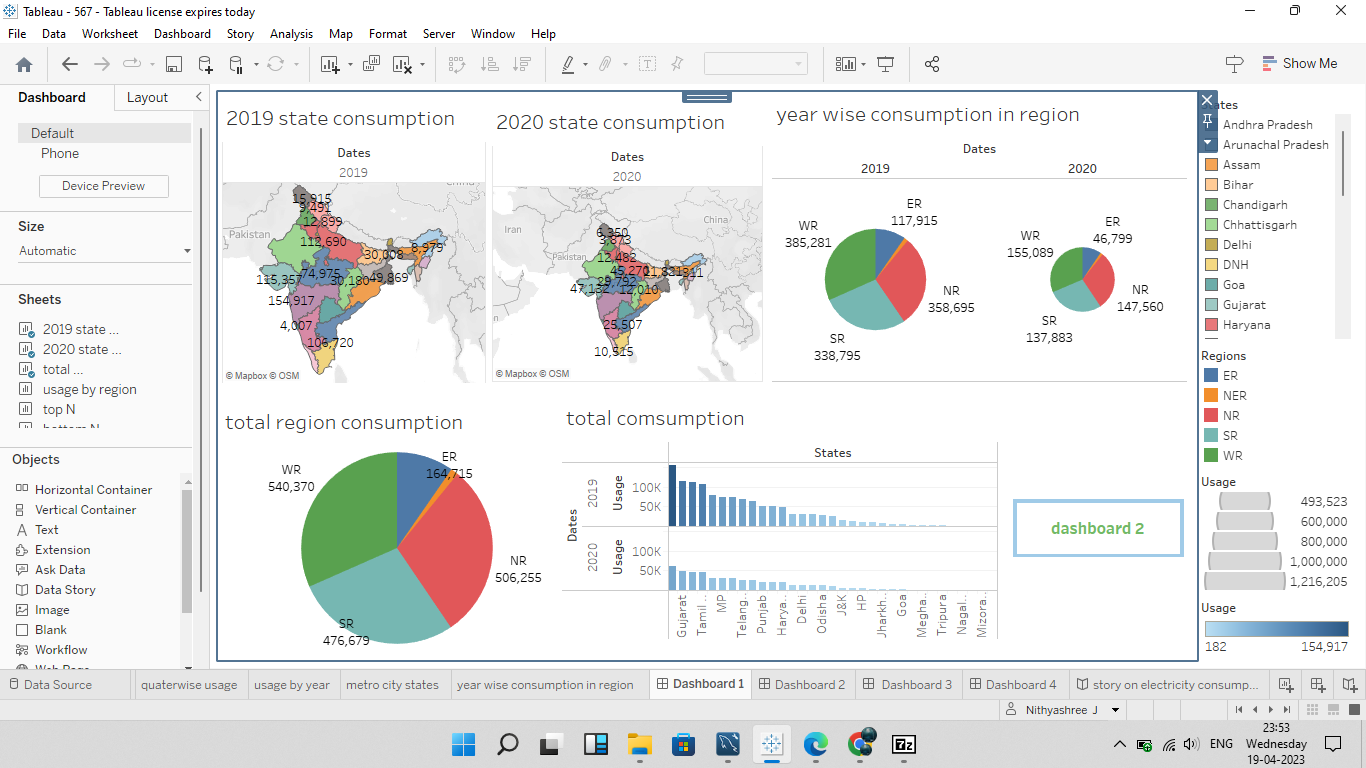 Tableau - 567 - Tableau license expires today
File Data Worksheet Dashboard Story Analysis Map Format Server Window Help
Show Me
Dashboard Layout
Default
Phone
Device Preview
Size
Automatic
Sheets
2019 state ...
2020 state ...
total ...
usage by region
top N
Objects
Horizontal Container
Vertical Container
Text
Extension
Ask Data
Data Story
Image
Blank
Workflow
2019 state consumption
Dates
2019
China
Pakistan
15,915
9,491
12,899
112,690
30,008
8,979
115,357
74,975
30,180
49,869
154,917
4,007
106,720
© Mapbox © OSM
2020 state consumption
Dates
2020
Iran
China
Pakistan
6,350
3,873
12,482
45,270
47,132
29,792
12,010
25,507
10,515
© Mapbox © OSM
year wise consumption in region
Dates
2019 2020
ER
117,915
WR
385,281
NR
358,695
SR
338,795
ER
46,799
WR
155,089
NR
147,560
SR
137,883
total region consumption
WR
540,370
ER
164,715
NR
506,255
SR
476,679
total comsumption
States
Dates
2019
Usage
100K
50K
2020
Usage
100K
50K
Gujarat
Tamil ..
MP
Telang..
Punjab
Harya..
Delhi
Odisha
J&K
HP
Jharkh..
Goa
Megha..
Tripura
Nagal..
Mizora..
dashboard 2
States
Andhra Pradesh
Arunachal Pradesh
Assam
Bihar
Chandigarh
Chhattisgarh
Delhi
DNH
Goa
Gujarat
Haryana
Regions
ER
NER
NR
SR
WR
Usage
493,523
600,000
800,000
1,000,000
1,216,205
Usage
182 154,917
Data Source quaterwise usage usage by year metro city states year wise consumption in region Dashboard 1 Dashboard 2 Dashboard 3 Dashboard 4 story on electricity consump...
Nithyashree J
7z
ENG
23:53
Wednesday
19-04-2023